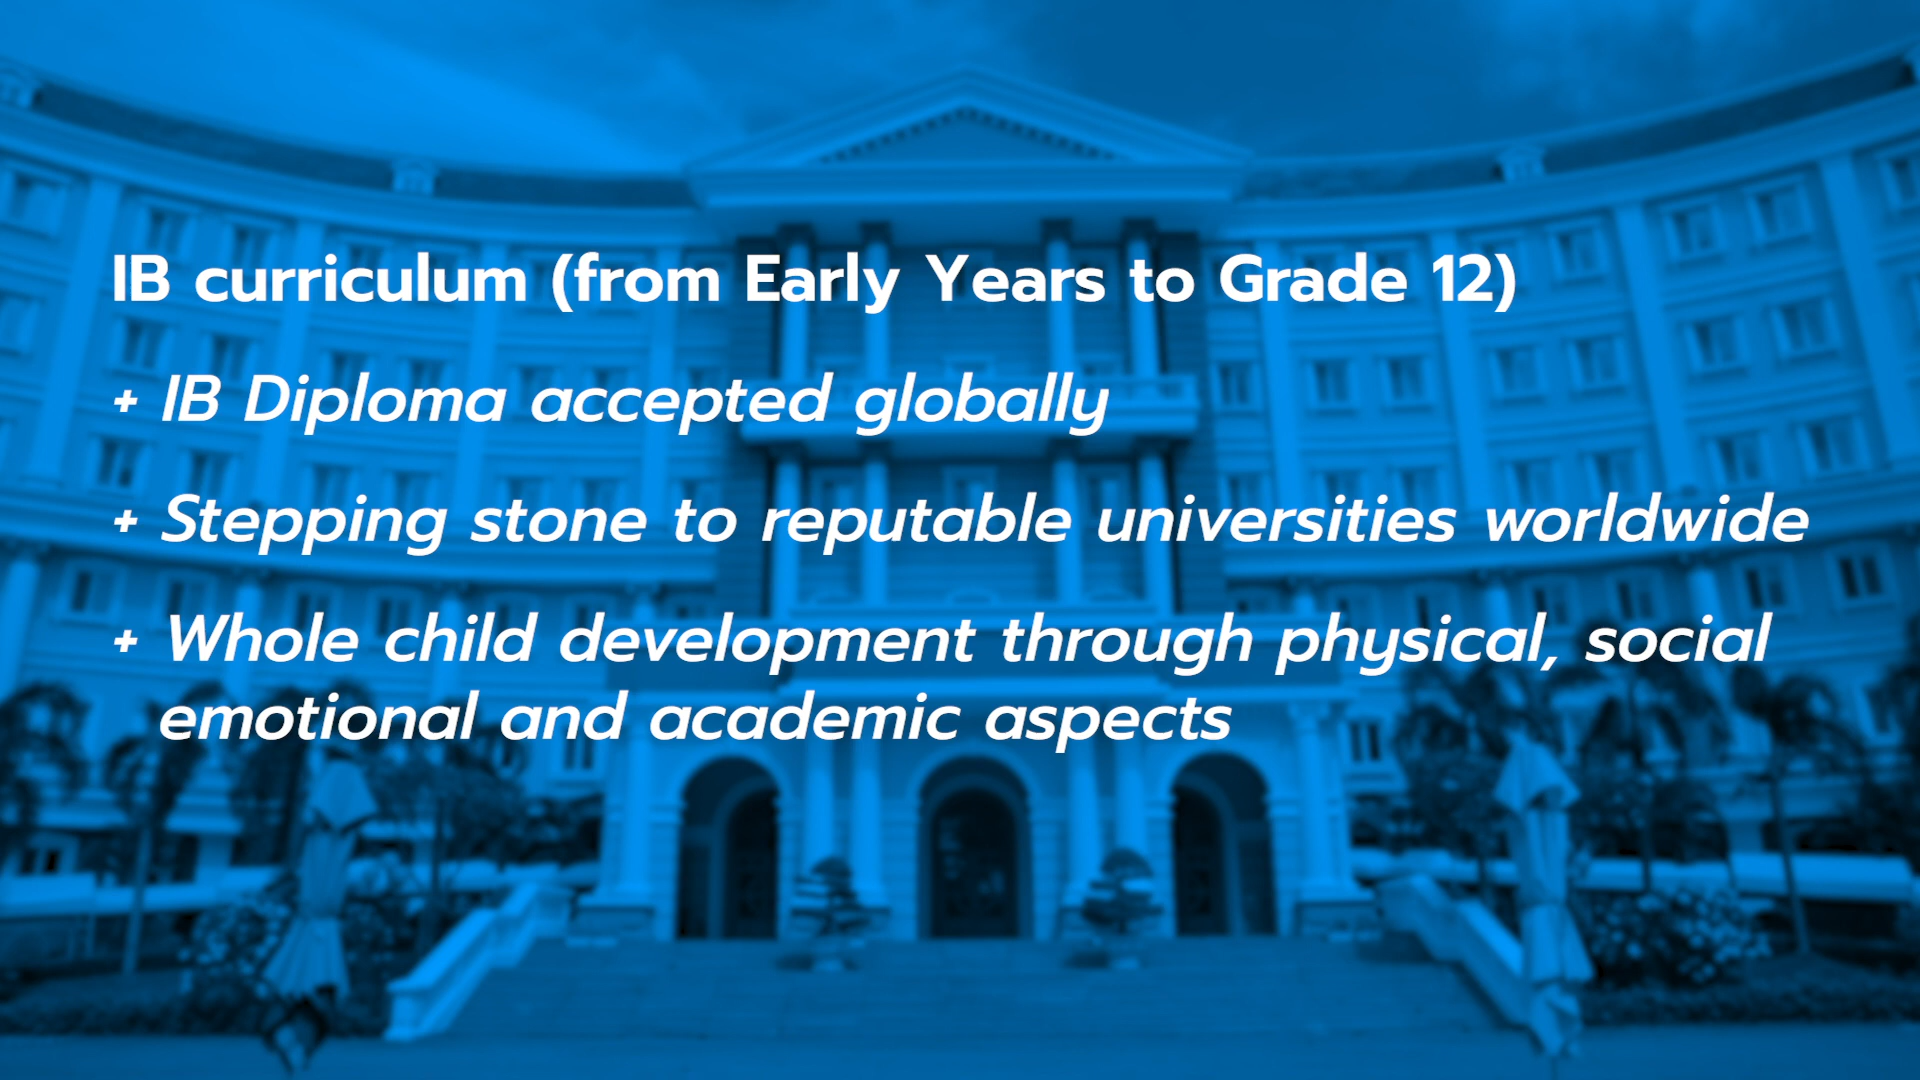 IB curriculum (from Early Years to Grade 12)
+ IB Diploma accepted globally
+ Stepping stone to reputable universities worldwide
+ Whole child development through physical, social
emotional and academic aspects